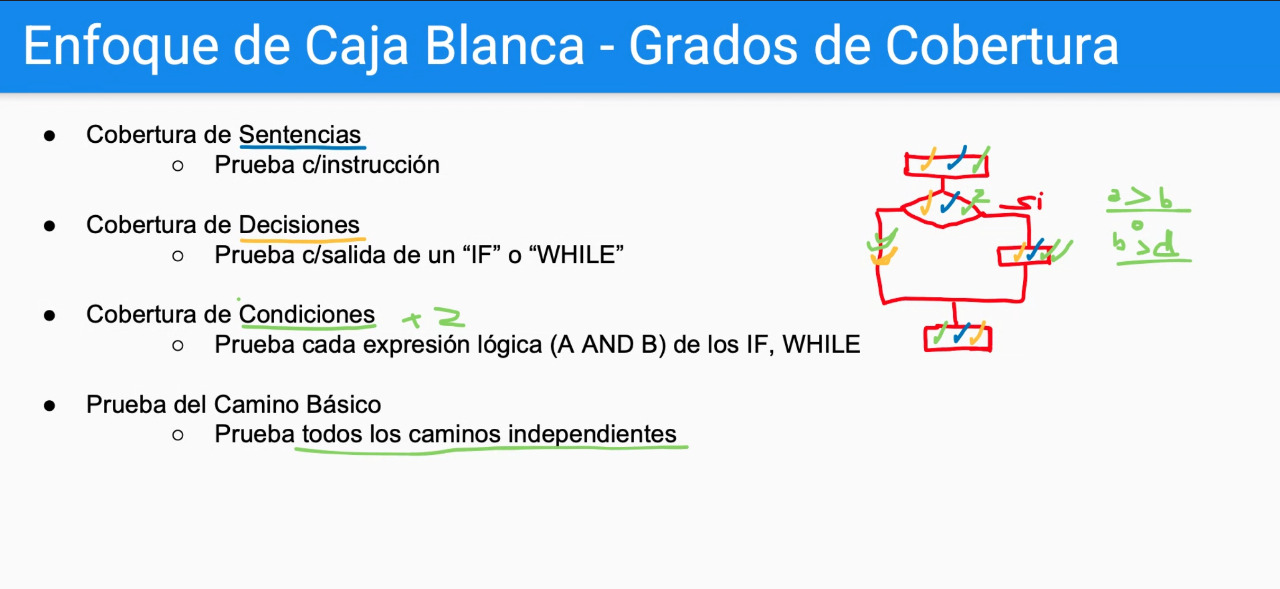 Enfoque de Caja Blanca - Grados de Cobertura
● Cobertura de Sentencias
○ Prueba c/instrucción
● Cobertura de Decisiones
○ Prueba c/salida de un “IF” o “WHILE”
● Cobertura de Condiciones + 2
○ Prueba cada expresión lógica (A AND B) de los IF, WHILE
● Prueba del Camino Básico
○ Prueba todos los caminos independientes
2
Si
a > b
o
b > d